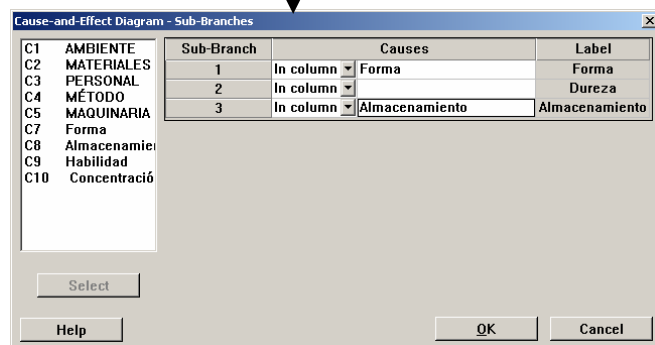 Cause-and-Effect Diagram - Sub-Branches
C1 AMBIENTE
C2 MATERIALES
C3 PERSONAL
C4 MÉTODO
C5 MAQUINARIA
C7 Forma
C8 Almacenamie
C9 Habilidad
C10 Concentració
Select
Help
Sub-Branch Causes Label
1 In column Forma Forma
2 In column Dureza
3 In column Almacenamiento Almacenamiento
OK Cancel